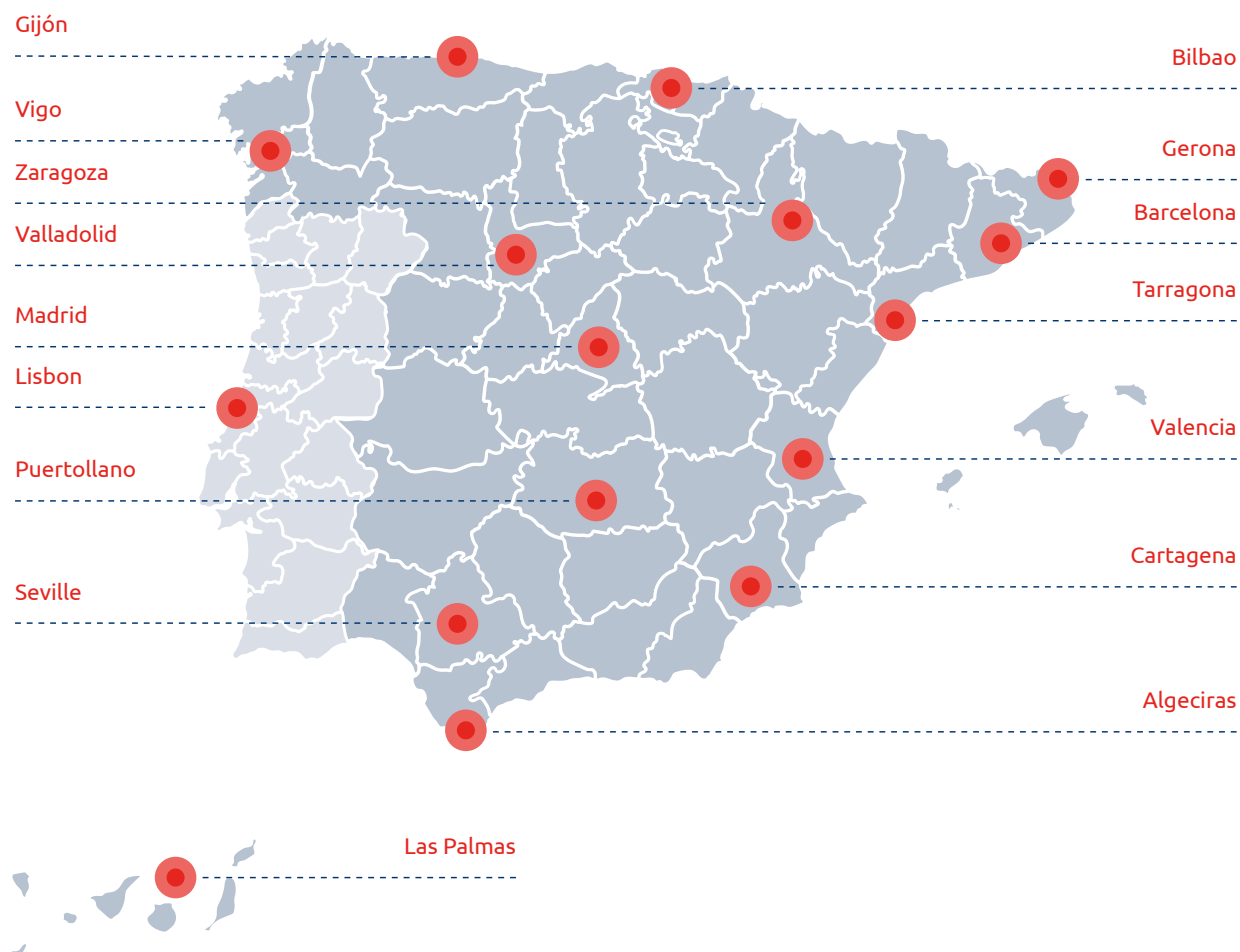 Gijón
Vigo
Zaragoza
Valladolid
Madrid
Lisbon
Puertollano
Seville
Bilbao
Gerona
Barcelona
Tarragona
Valencia
Cartagena
Algeciras
Las Palmas